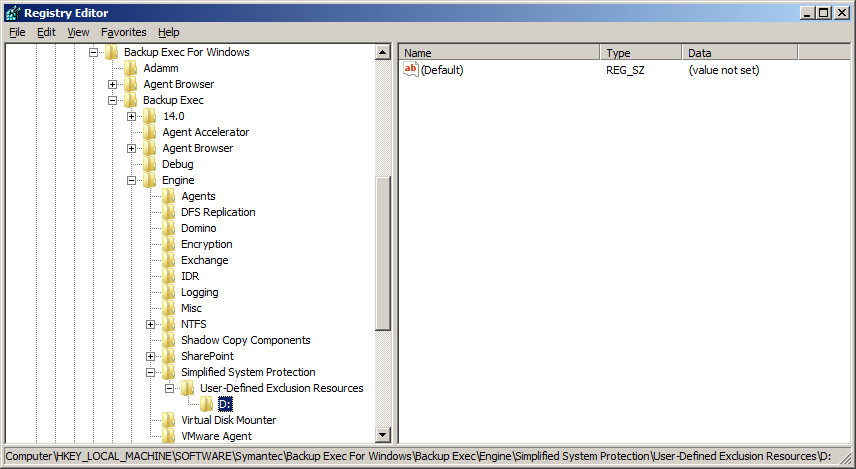 Registry Editor
File Edit View Favorites Help
Backup Exec For Windows
Adamm
Agent Browser
Backup Exec
14.0
Agent Accelerator
Agent Browser
Debug
Engine
Agents
DFS Replication
Domino
Encryption
Exchange
IDR
Logging
Misc
NTFS
Shadow Copy Components
SharePoint
Simplified System Protection
User-Defined Exclusion Resources
D:
Virtual Disk Mounter
VMware Agent
Name Type Data
ab (Default) REG_SZ (value not set)
Computer\HKEY_LOCAL_MACHINE\SOFTWARE\Symantec\Backup Exec For Windows\Backup Exec\Engine\Simplified System Protection\User-Defined Exclusion Resources\D: